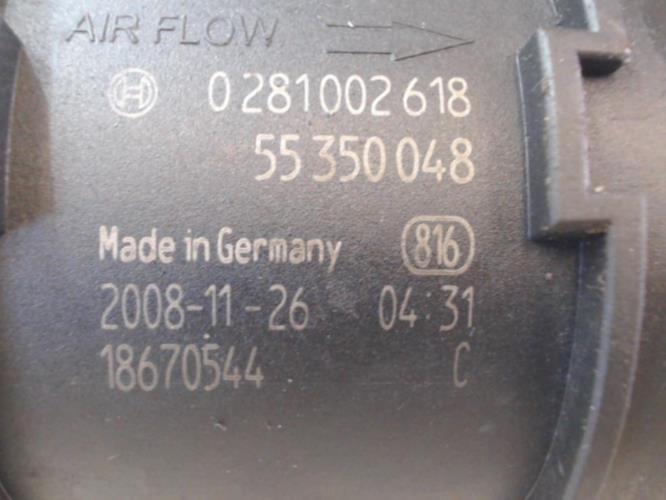 AIR FLOW
0 281 002 618
55 350 048
Made in Germany 816
2008-11-26 04:31
18670544 C